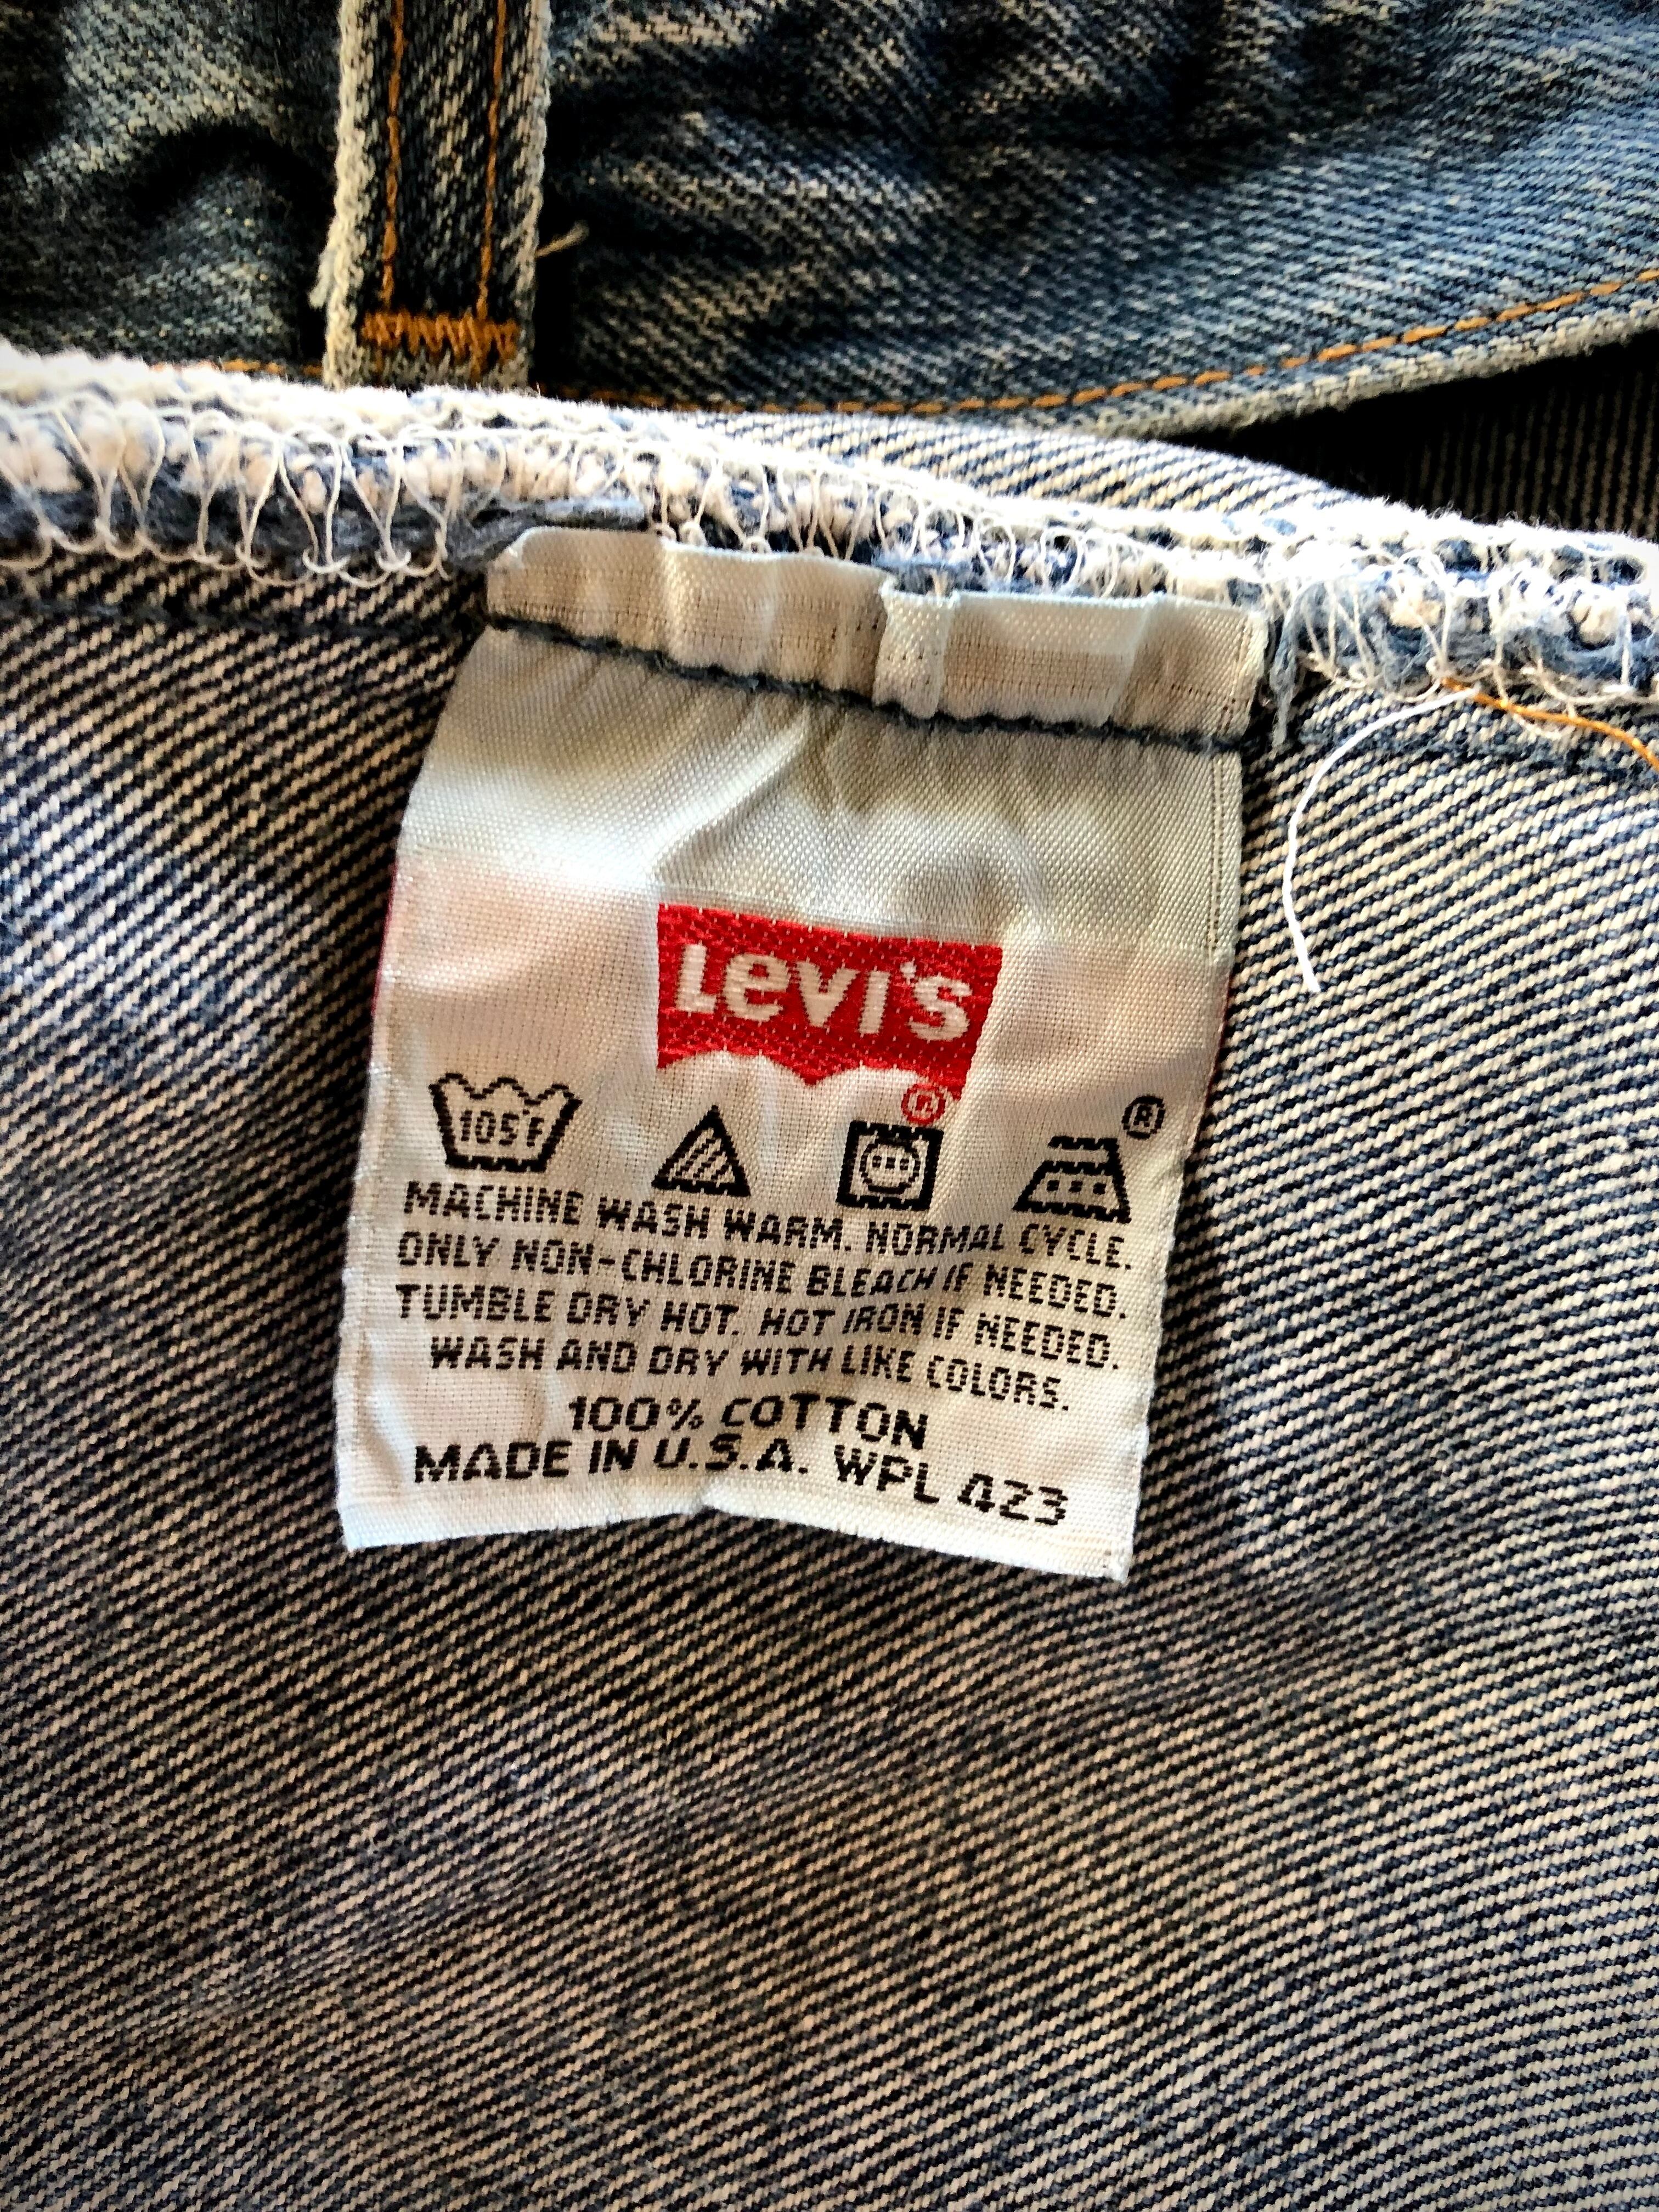 Levi's
®
105°F
®
MACHINE WASH WARM. NORMAL CYCLE.
ONLY NON-CHLORINE BLEACH IF NEEDED.
TUMBLE DRY HOT. HOT IRON IF NEEDED.
WASH AND DRY WITH LIKE COLORS.
100% COTTON
MADE IN U.S.A. WPL 423